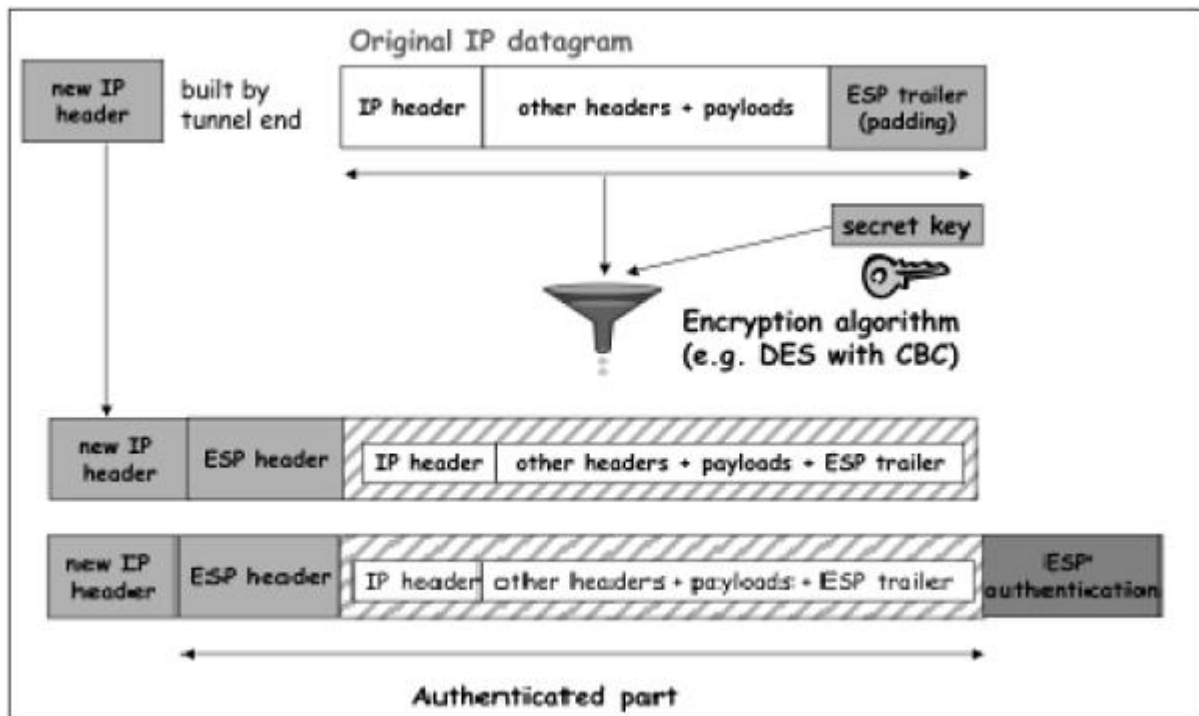 Original IP datagram
new IP
header
built by
tunnel end
IP header
other headers + payloads
ESP trailer
(padding)
secret key
Encryption algorithm
(e.g. DES with CBC)
new IP
header
ESP header
IP header
other headers + payloads + ESP trailer
new IP
header
ESP header
IP header
other headers + payloads + ESP trailer
ESP
authentication
Authenticated part